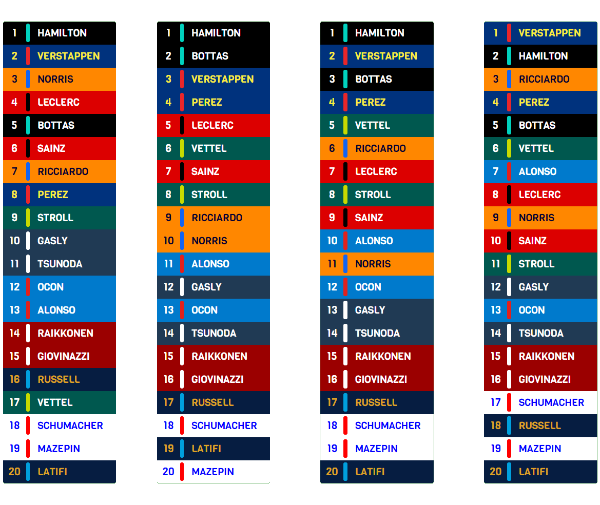 1 HAMILTON
2 VERSTAPPEN
3 NORRIS
4 LECLERC
5 BOTTAS
6 SAINZ
7 RICCIARDO
8 PEREZ
9 STROLL
10 GASLY
11 TSUNODA
12 OCON
13 ALONSO
14 RAIKKONEN
15 GIOVINAZZI
16 RUSSELL
17 VETTEL
18 SCHUMACHER
19 MAZEPIN
20 LATIFI
1 HAMILTON
2 BOTTAS
3 VERSTAPPEN
4 PEREZ
5 LECLERC
6 VETTEL
7 SAINZ
8 STROLL
9 RICCIARDO
10 NORRIS
11 ALONSO
12 GASLY
13 OCON
14 TSUNODA
15 RAIKKONEN
16 GIOVINAZZI
17 RUSSELL
18 SCHUMACHER
19 LATIFI
20 MAZEPIN
1 HAMILTON
2 VERSTAPPEN
3 BOTTAS
4 PEREZ
5 VETTEL
6 RICCIARDO
7 LECLERC
8 STROLL
9 SAINZ
10 ALONSO
11 NORRIS
12 OCON
13 GASLY
14 TSUNODA
15 RAIKKONEN
16 GIOVINAZZI
17 RUSSELL
18 SCHUMACHER
19 MAZEPIN
20 LATIFI
1 VERSTAPPEN
2 HAMILTON
3 RICCIARDO
4 PEREZ
5 BOTTAS
6 VETTEL
7 ALONSO
8 LECLERC
9 NORRIS
10 SAINZ
11 STROLL
12 GASLY
13 OCON
14 TSUNODA
15 RAIKKONEN
16 GIOVINAZZI
17 SCHUMACHER
18 RUSSELL
19 MAZEPIN
20 LATIFI